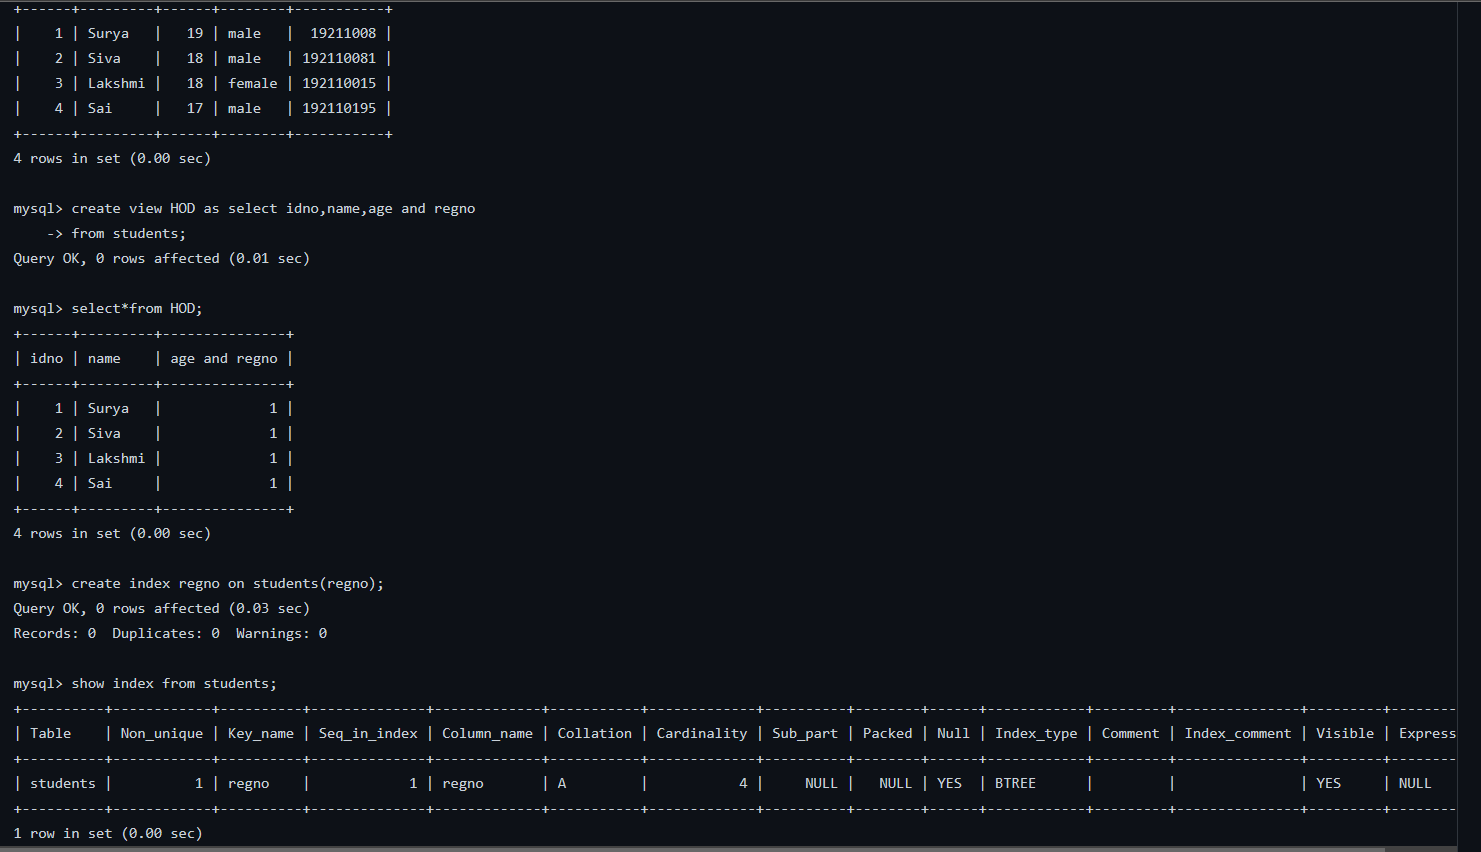 +------+---------+------+--------+-----------+
|    1 | Surya   |   19 | male   |  19211008 |
|    2 | Siva    |   18 | male   | 192110081 |
|    3 | Lakshmi |   18 | female | 192110015 |
|    4 | Sai     |   17 | male   | 192110195 |
+------+---------+------+--------+-----------+
4 rows in set (0.00 sec)

mysql> create view HOD as select idno,name,age and regno
    -> from students;
Query OK, 0 rows affected (0.01 sec)

mysql> select*from HOD;
+------+---------+---------------+
| idno | name    | age and regno |
+------+---------+---------------+
|    1 | Surya   |             1 |
|    2 | Siva    |             1 |
|    3 | Lakshmi |             1 |
|    4 | Sai     |             1 |
+------+---------+---------------+
4 rows in set (0.00 sec)

mysql> create index regno on students(regno);
Query OK, 0 rows affected (0.03 sec)
Records: 0  Duplicates: 0  Warnings: 0

mysql> show index from students;
+----------+------------+----------+--------------+-------------+-----------+-------------+----------+--------+------+------------+---------+---------------+---------+--------
| Table    | Non_unique | Key_name | Seq_in_index | Column_name | Collation | Cardinality | Sub_part | Packed | Null | Index_type | Comment | Index_comment | Visible | Express
+----------+------------+----------+--------------+-------------+-----------+-------------+----------+--------+------+------------+---------+---------------+---------+--------
| students |          1 | regno    |            1 | regno       | A         |           4 |     NULL |   NULL | YES  | BTREE      |         |               | YES     | NULL
+----------+------------+----------+--------------+-------------+-----------+-------------+----------+--------+------+------------+---------+---------------+---------+--------
1 row in set (0.00 sec)